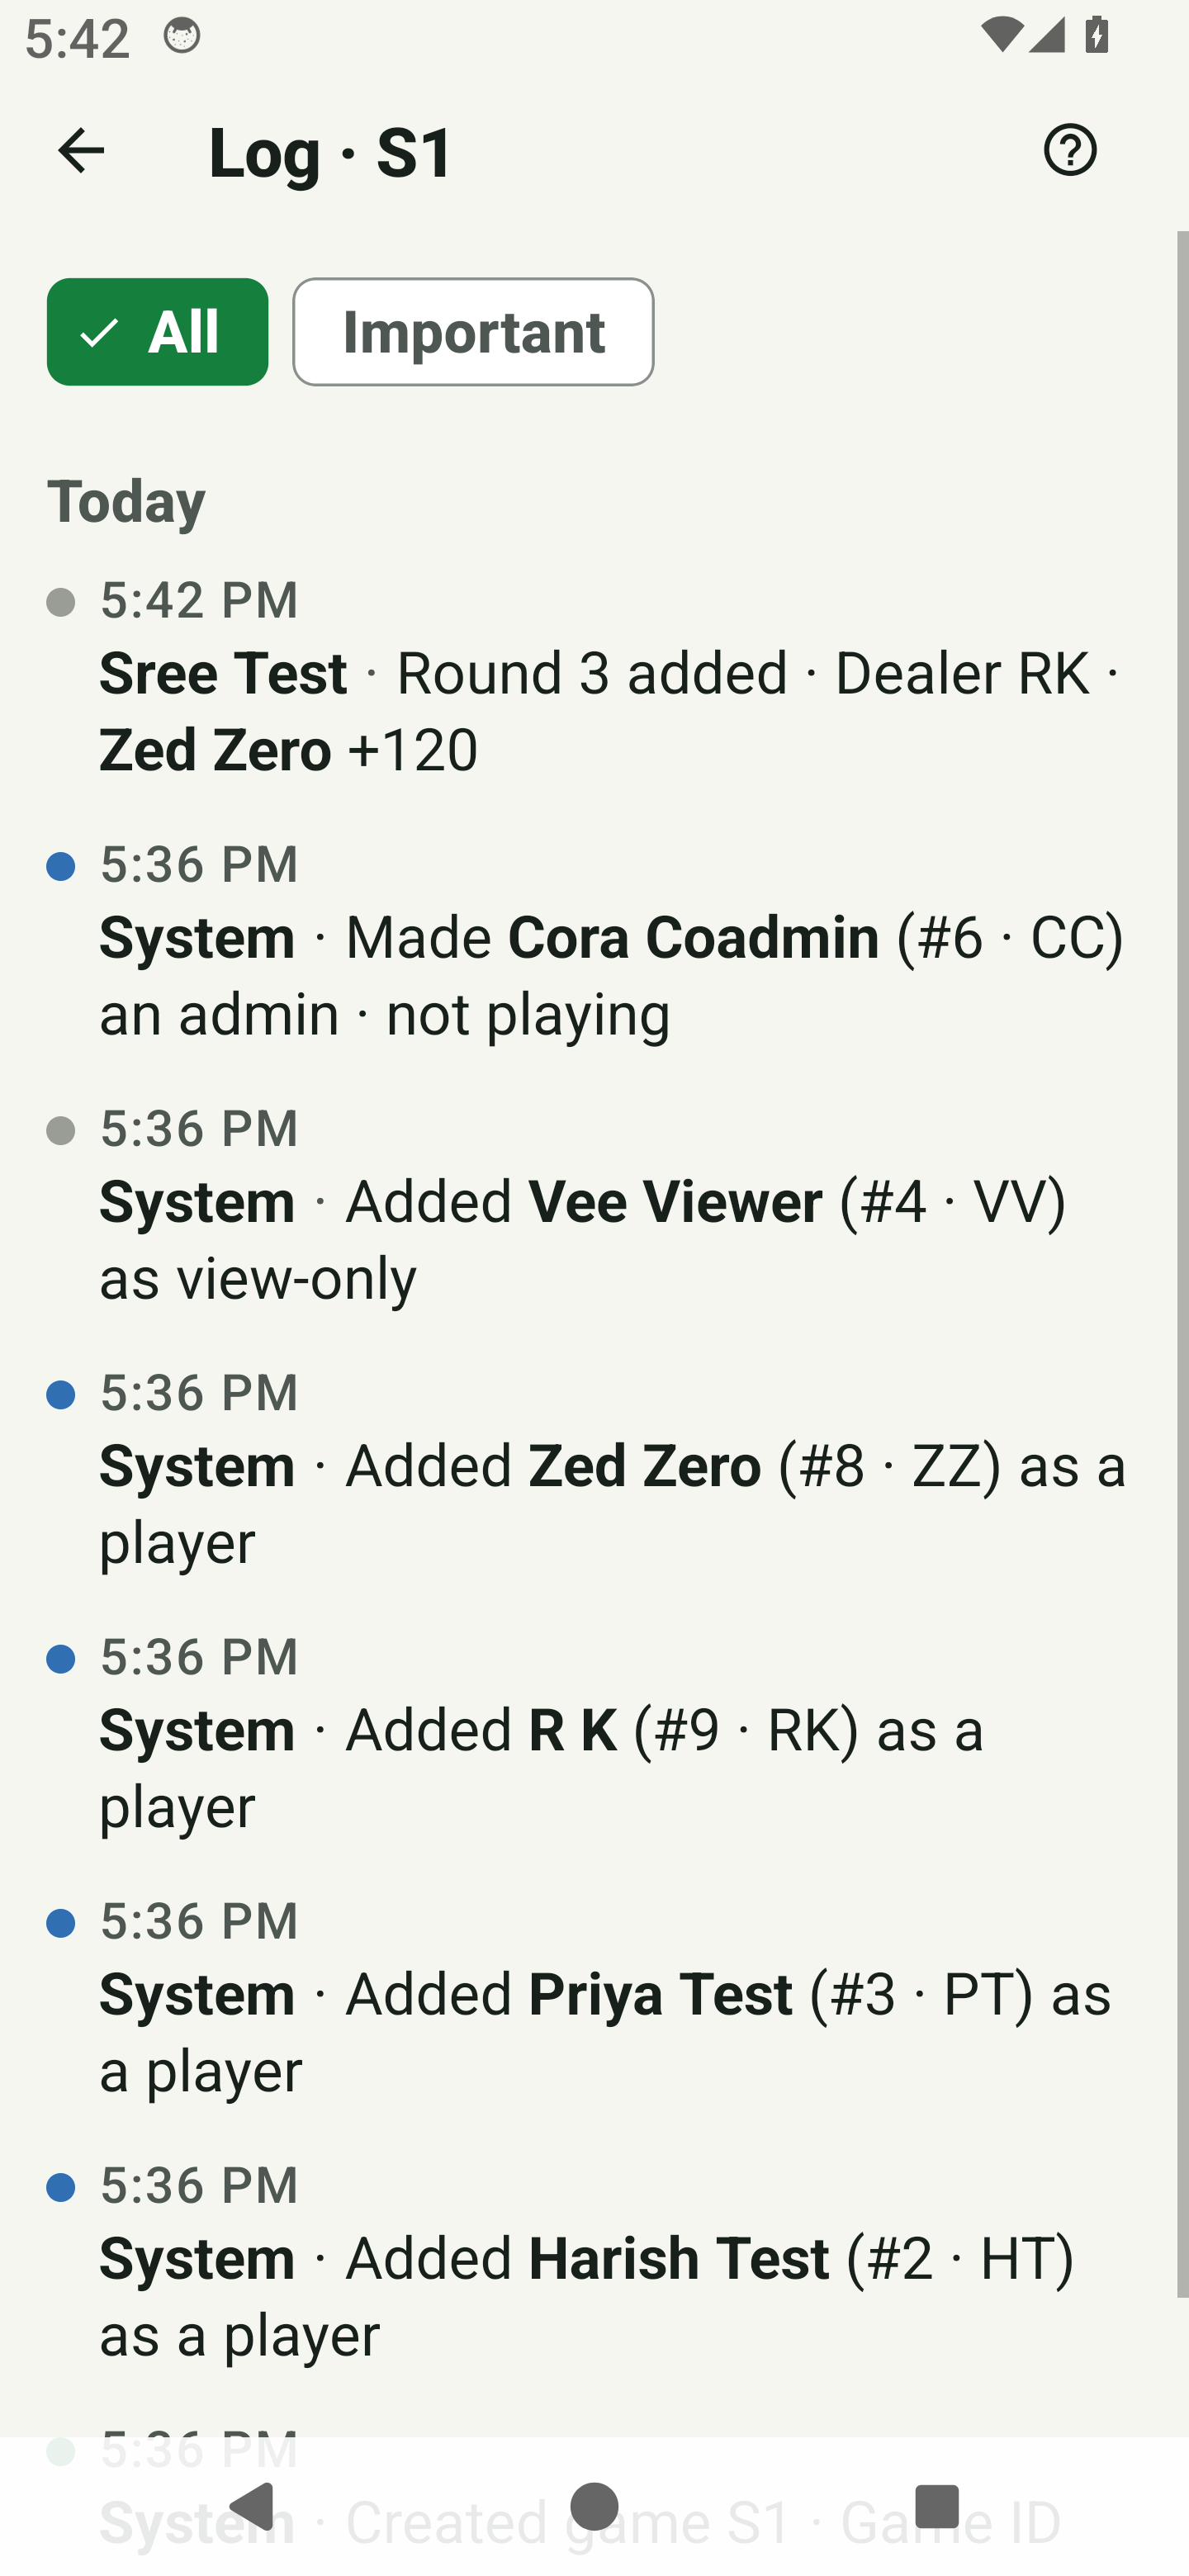 5:42
Log · S1
All
Important
Today
5:42 PM
Sree Test · Round 3 added · Dealer RK ·
Zed Zero +120
5:36 PM
System · Made Cora Coadmin (#6 · CC)
an admin · not playing
5:36 PM
System · Added Vee Viewer (#4 · VV)
as view-only
5:36 PM
System · Added Zed Zero (#8 · ZZ) as a
player
5:36 PM
System · Added R K (#9 · RK) as a
player
5:36 PM
System · Added Priya Test (#3 · PT) as
a player
5:36 PM
System · Added Harish Test (#2 · HT)
as a player
5:36 PM
System · Created game S1 · Game ID